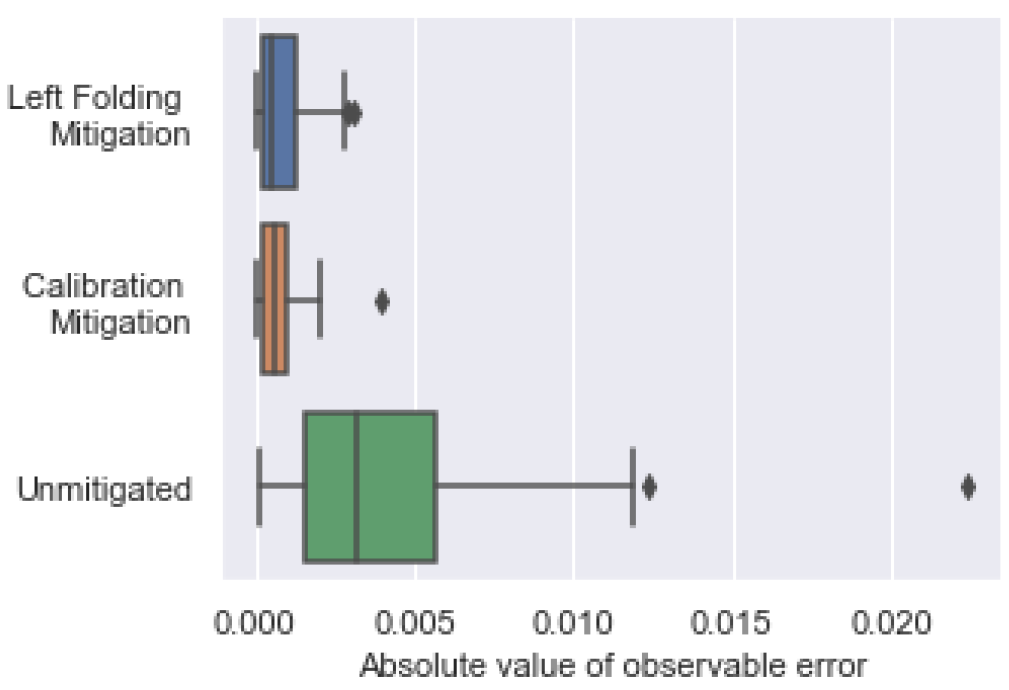 Left Folding
Mitigation
Calibration
Mitigation
Unmitigated
0.000 0.005 0.010 0.015 0.020
Absolute value of observable error